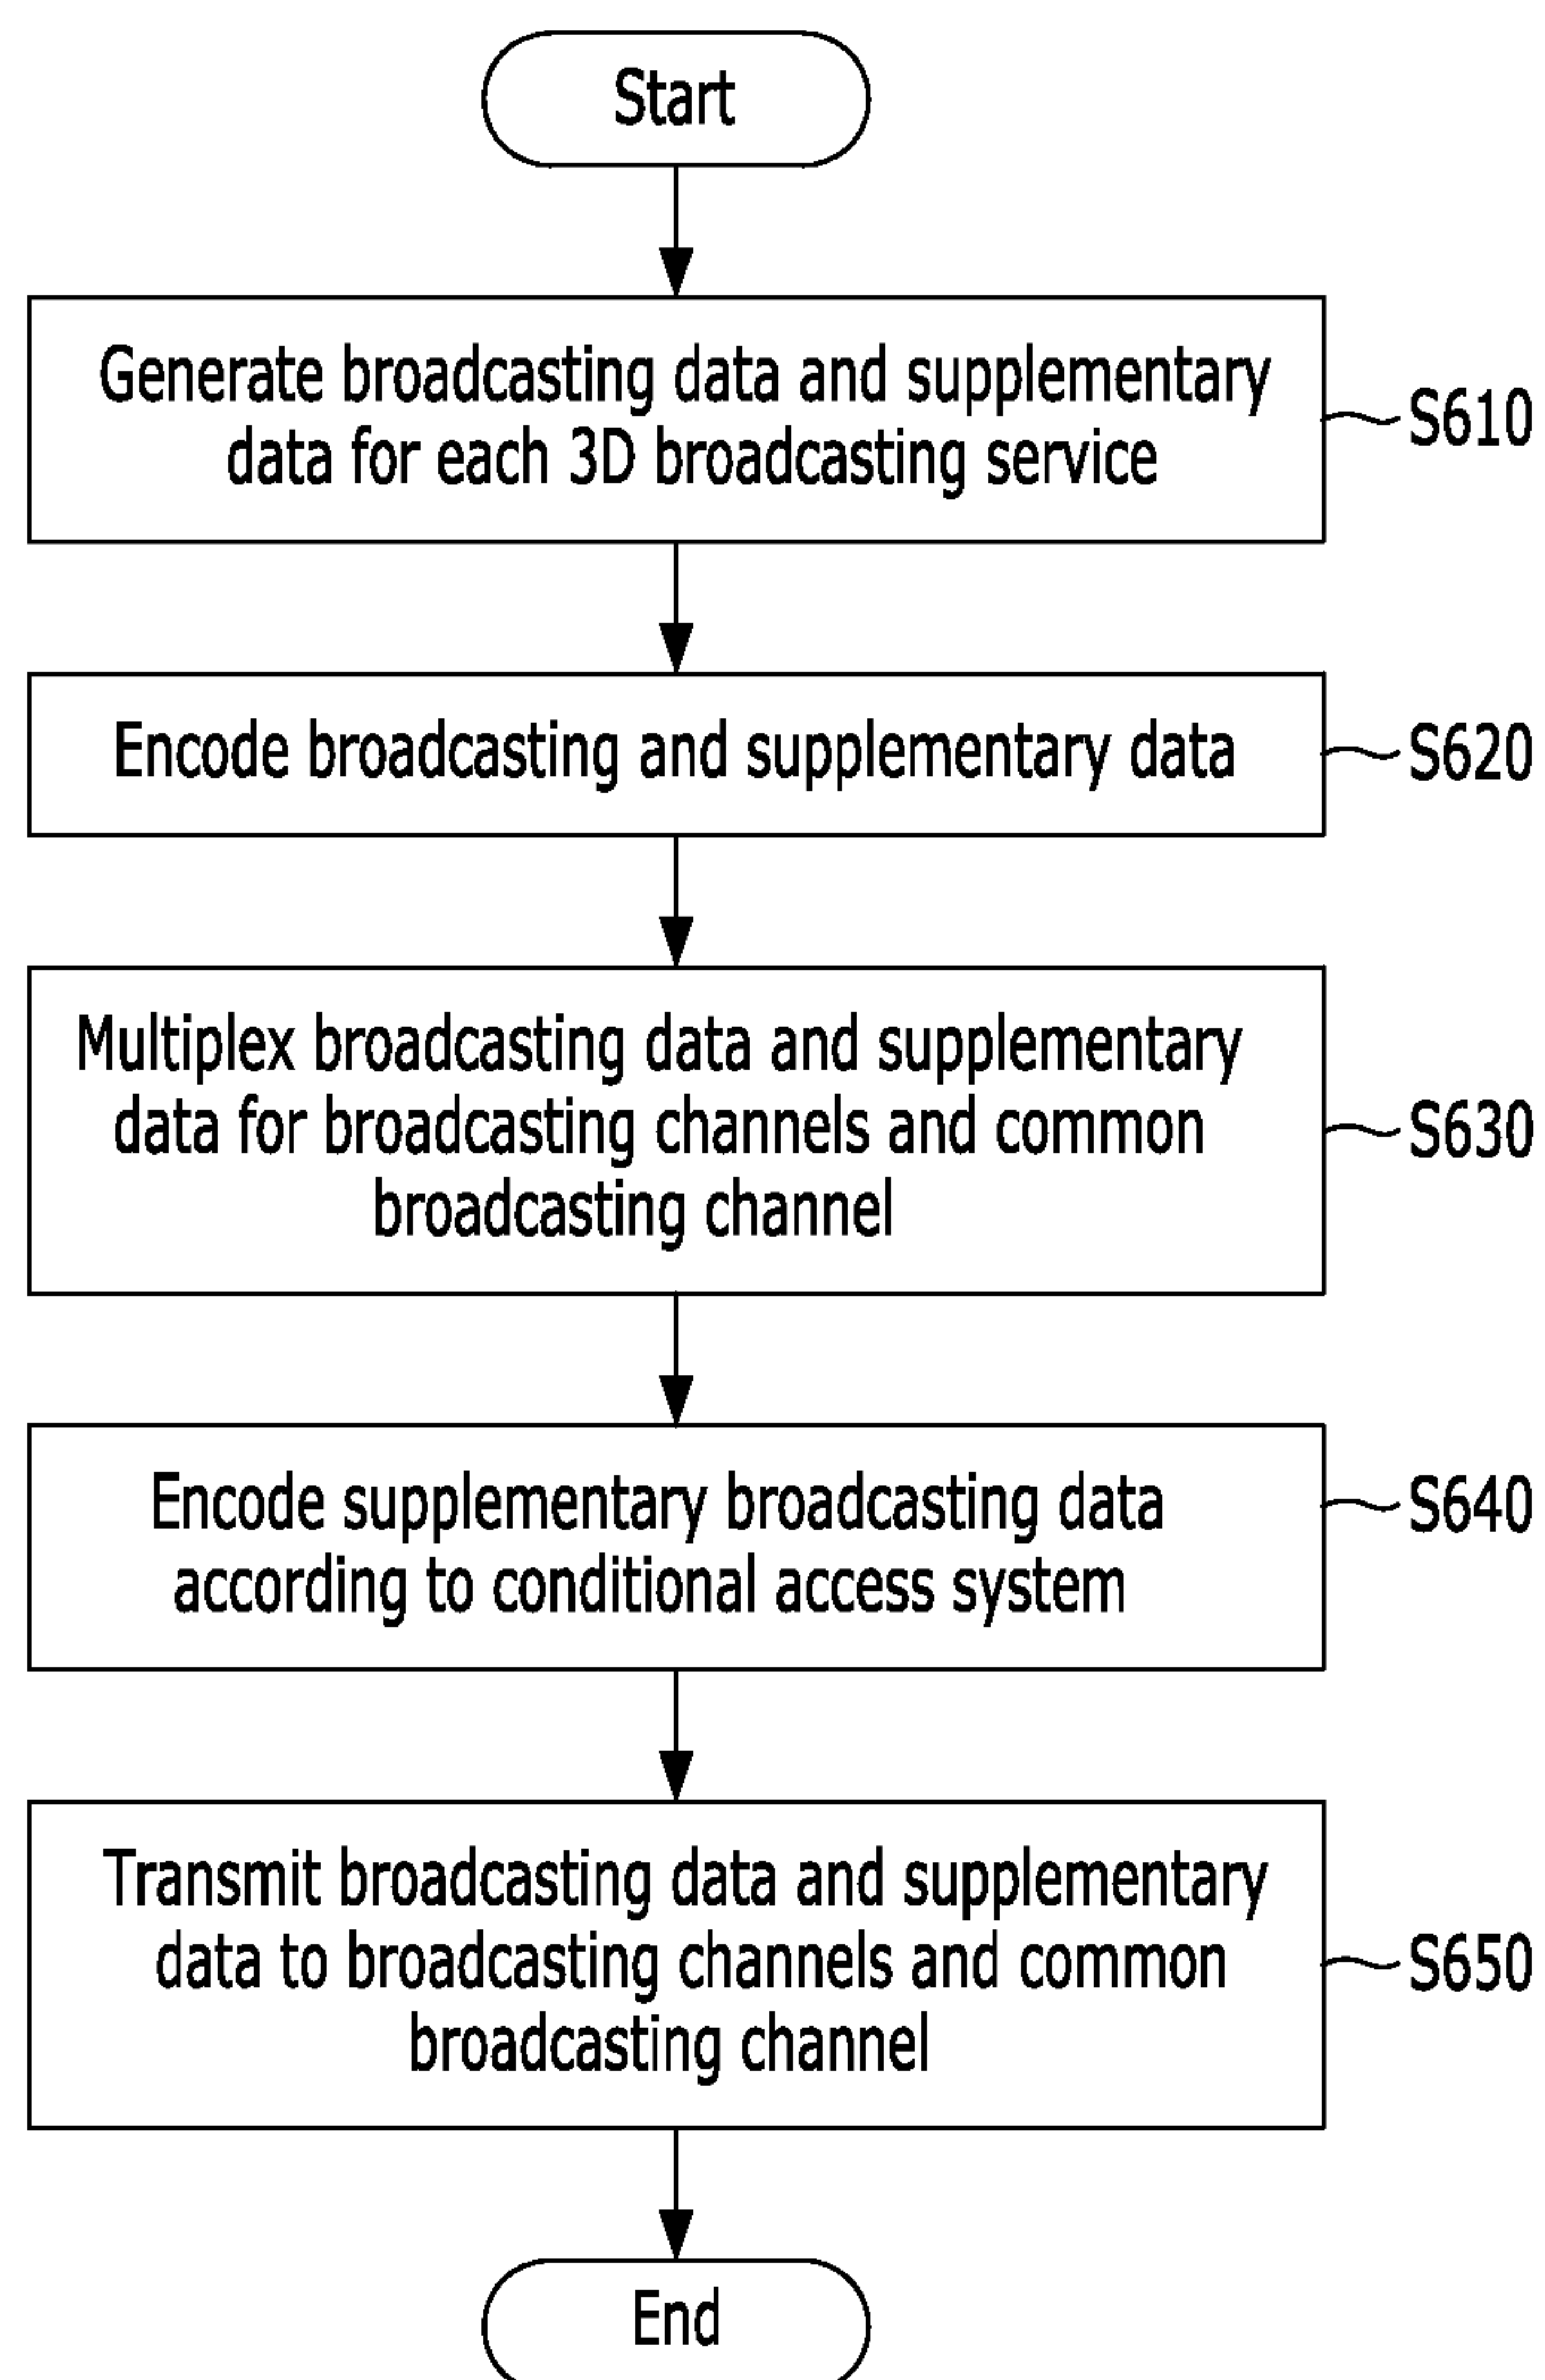 Start
Generate broadcasting data and supplementary
data for each 3D broadcasting service
S610
Encode broadcasting and supplementary data
S620
Multiplex broadcasting data and supplementary
data for broadcasting channels and common
broadcasting channel
S630
Encode supplementary broadcasting data
according to conditional access system
S640
Transmit broadcasting data and supplementary
data to broadcasting channels and common
broadcasting channel
S650
End